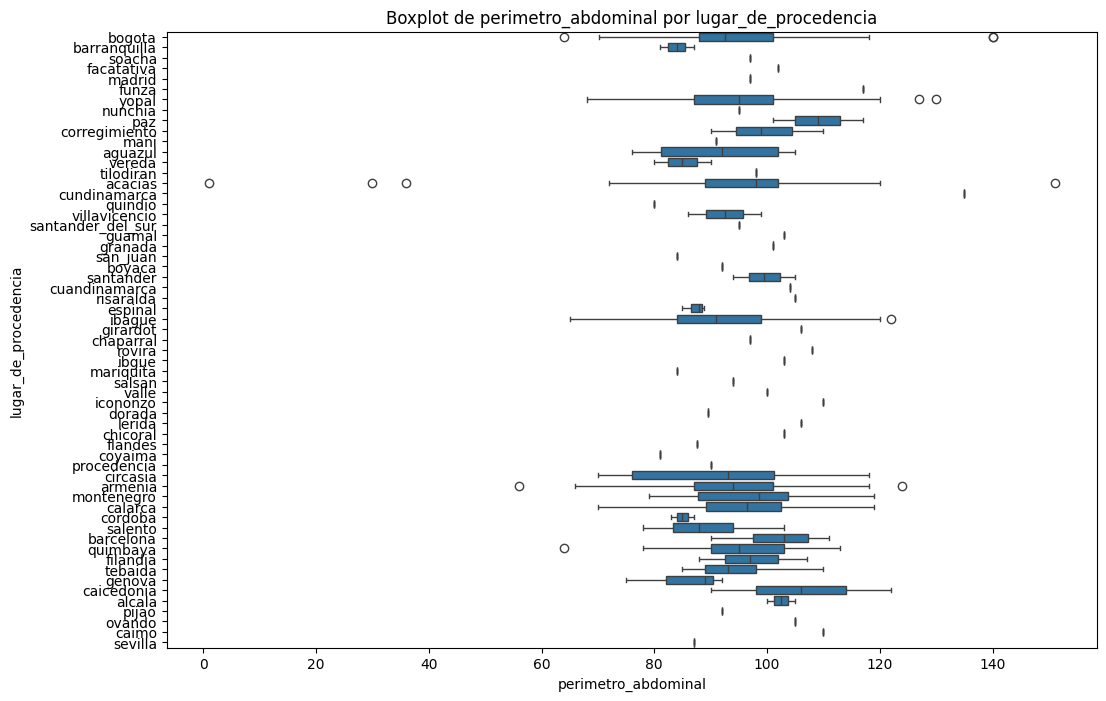 Boxplot de perimetro_abdominal por lugar_de_procedencia
bogota
barranquilla
soacha
facatativa
madrid
funza
yopal
nunchia
paz
corregimiento
mani
aguazul
vereda
tilodiran
acacias
cundinamarca
quindio
villavicencio
santander_del_sur
guamal
granada
san_juan
boyaca
santander
cuandinamarca
risaralda
espinal
ibague
girardot
chaparral
rovira
ibgue
mariquita
salsan
valle
icononzo
dorada
lerida
chicoral
flandes
coyaima
procedencia
circasia
armenia
montenegro
calarca
cordoba
salento
barcelona
quimbaya
filandia
tebaida
genova
caicedonia
alcala
pijao
ovando
caimo
sevilla
lugar_de_procedencia
0 20 40 60 80 100 120 140
perimetro_abdominal